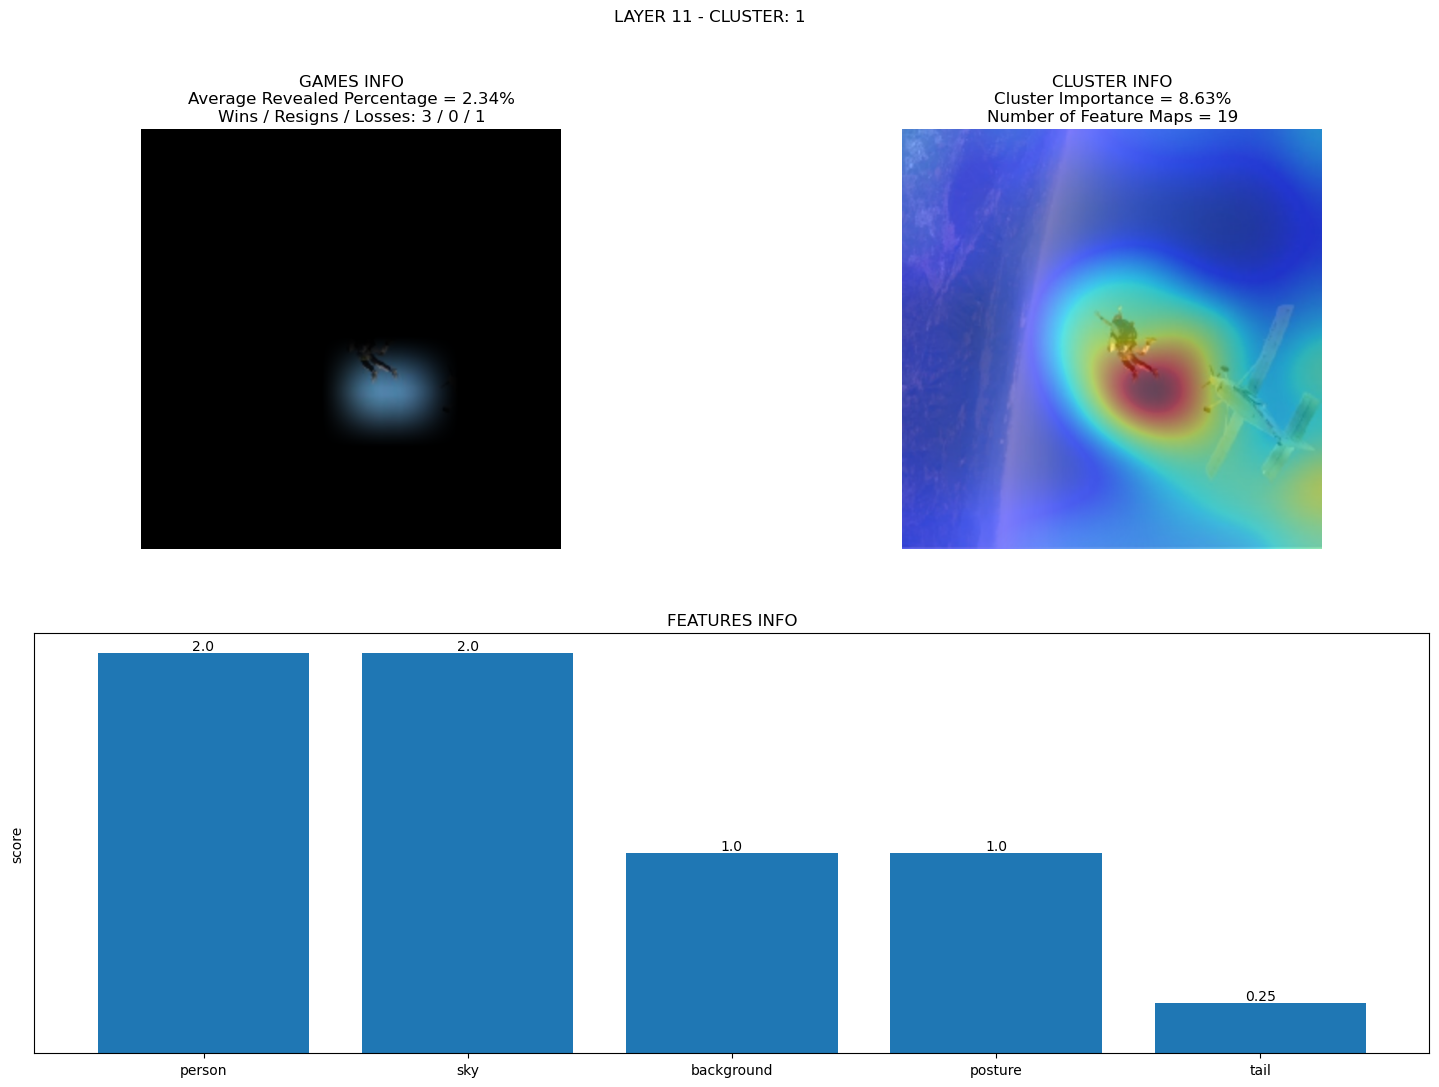 LAYER 11 - CLUSTER: 1
GAMES INFO
Average Revealed Percentage = 2.34%
Wins / Resigns / Losses: 3 / 0 / 1
CLUSTER INFO
Cluster Importance = 8.63%
Number of Feature Maps = 19
FEATURES INFO
score
2.0
2.0
1.0
1.0
0.25
person
sky
background
posture
tail